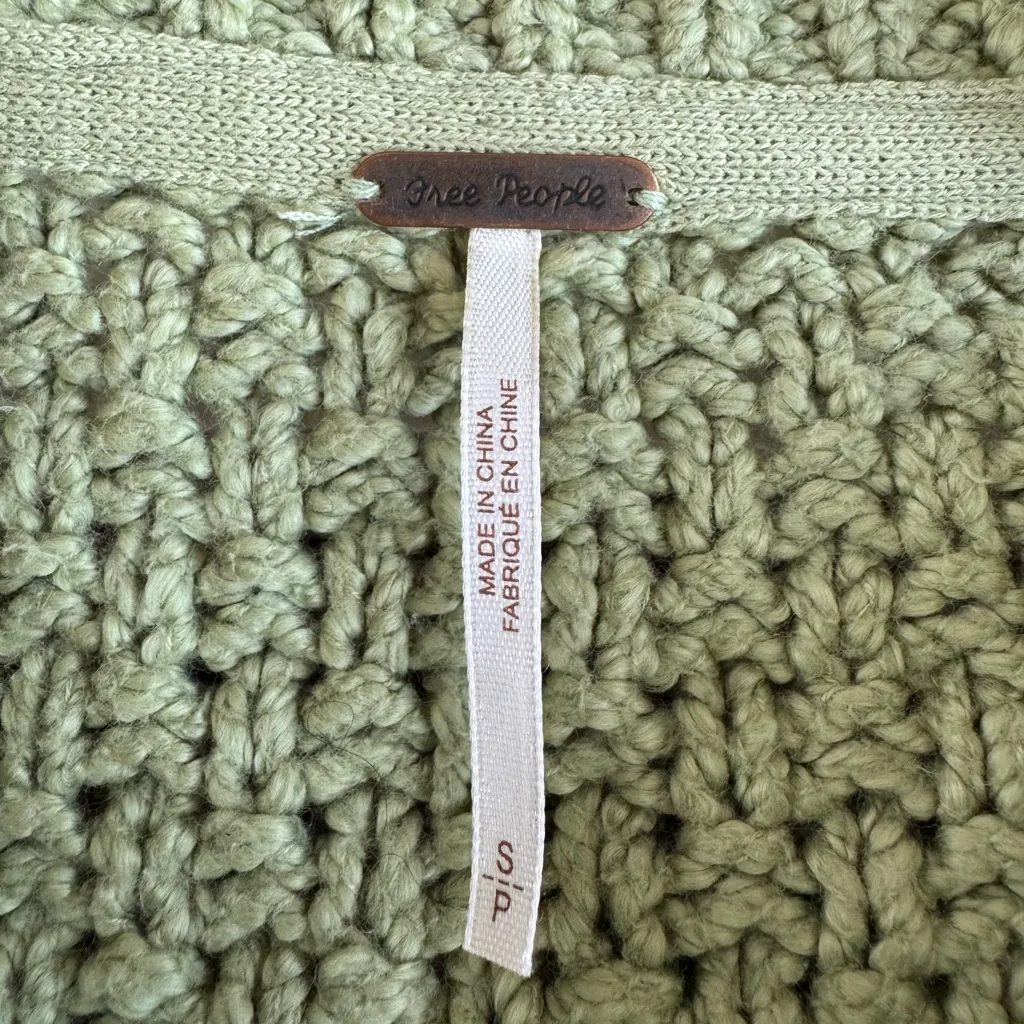 Free People
MADE IN CHINA
FABRIQUÉ EN CHINE
S¦P